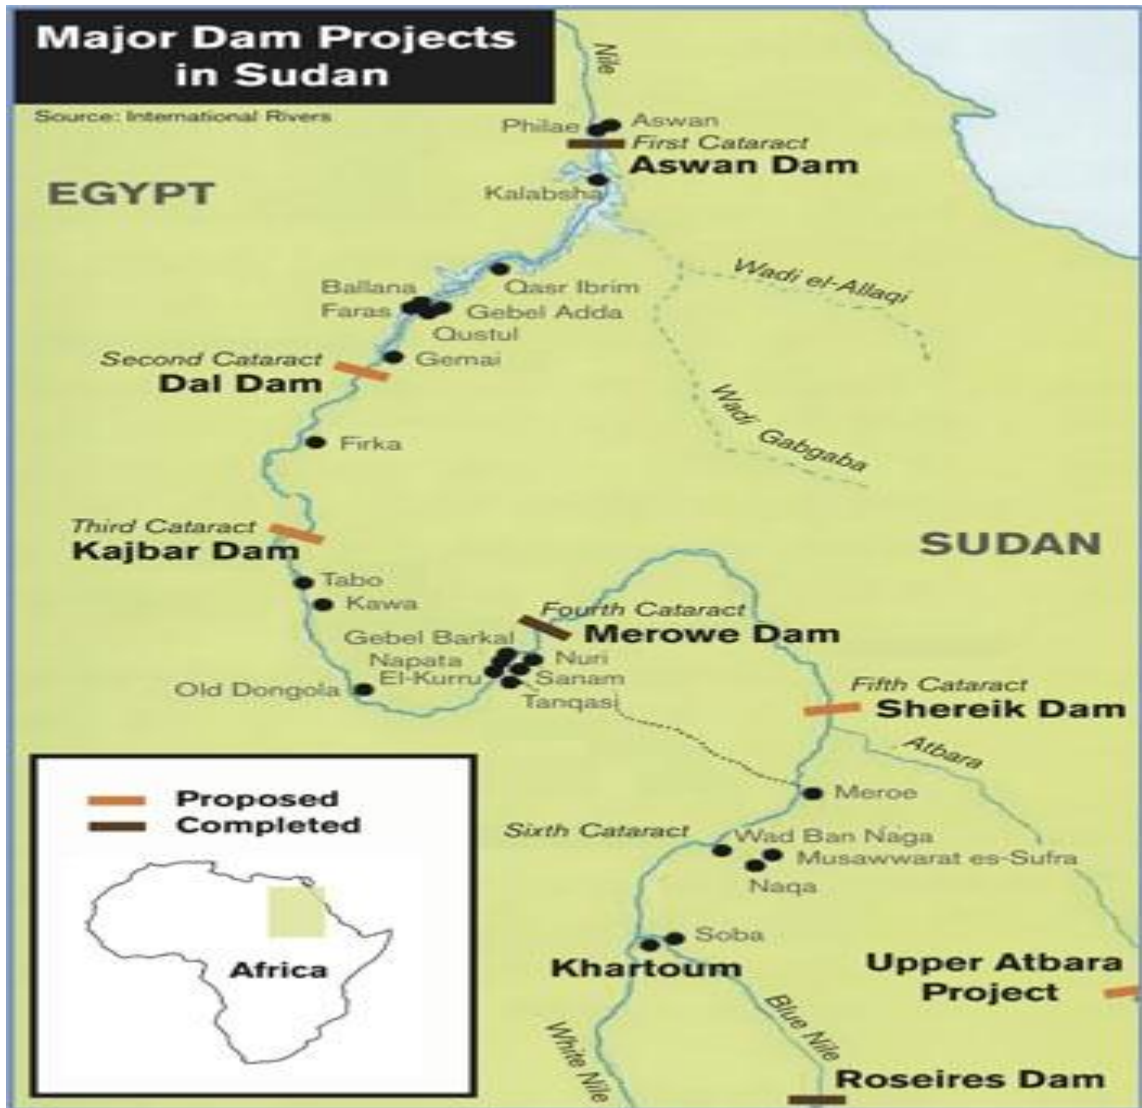 Major Dam Projects
in Sudan
Source: International Rivers
Nile
Philae
Aswan
First Cataract
Aswan Dam
EGYPT
Kalabsha
Wadi el-Allaqi
Ballana
Qasr Ibrim
Faras
Gebel Adda
Qustul
Second Cataract
Gemai
Dal Dam
Wadi Gabgaba
Firka
Third Cataract
Kajbar Dam
SUDAN
Tabo
Kawa
Fourth Cataract
Merowe Dam
Gebel Barkal
Napata
Nuri
El-Kurru
Sanam
Old Dongola
Tanqasi
Fifth Cataract
Shereik Dam
Atbara
Meroe
Proposed
Completed
Sixth Cataract
Wad Ban Naga
Musawwarat es-Sufra
Naqa
Soba
Khartoum
Africa
Upper Atbara
Project
Blue Nile
White Nile
Roseires Dam